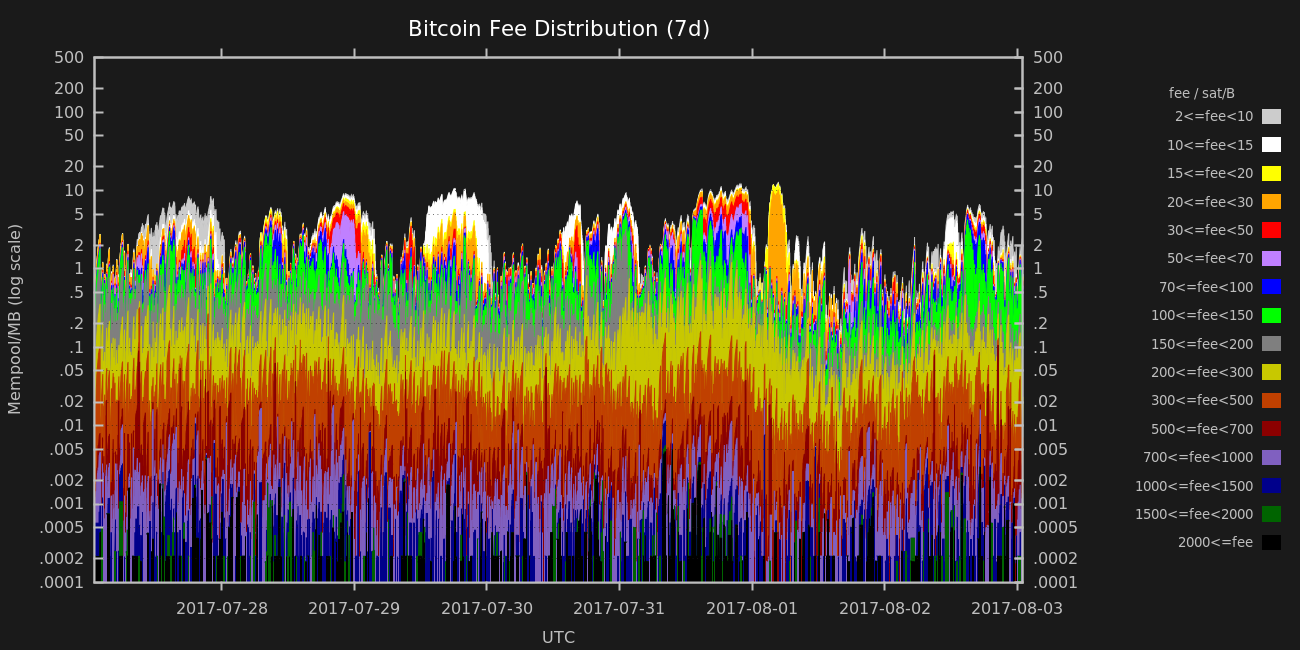 Bitcoin Fee Distribution (7d)
500
200
100
50
20
10
5
2
1
.5
.2
.1
.05
.02
.01
.005
.002
.001
.0005
.0002
.0001
Mempool/MB (log scale)
500
200
100
50
20
10
5
2
1
.5
.2
.1
.05
.02
.01
.005
.002
.001
.0005
.0002
.0001
2017-07-28 2017-07-29 2017-07-30 2017-07-31 2017-08-01 2017-08-02 2017-08-03
UTC
fee / sat/B
2<=fee<10
10<=fee<15
15<=fee<20
20<=fee<30
30<=fee<50
50<=fee<70
70<=fee<100
100<=fee<150
150<=fee<200
200<=fee<300
300<=fee<500
500<=fee<700
700<=fee<1000
1000<=fee<1500
1500<=fee<2000
2000<=fee